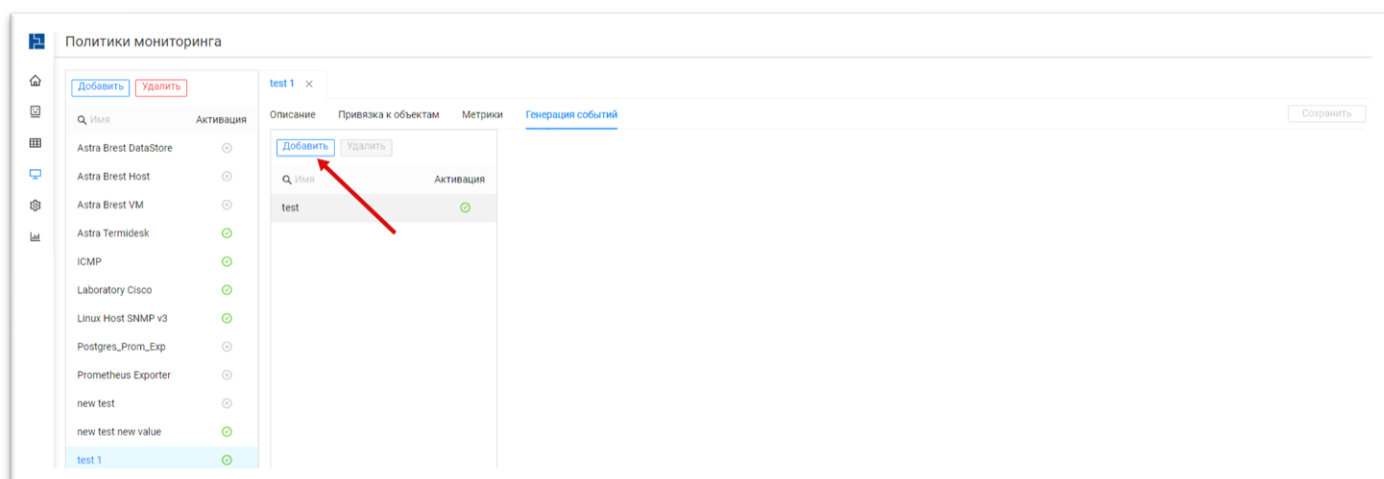 Политики мониторинга
Добавить Удалить
Имя Активация
Astra Brest DataStore
Astra Brest Host
Astra Brest VM
Astra Termidesk
ICMP
Laboratory Cisco
Linux Host SNMP v3
Postgres_Prom_Exp
Prometheus Exporter
new test
new test new value
test 1
test 1
Описание Привязка к объектам Метрики Генерация событий Сохранить
Добавить Удалить
Имя Активация
test